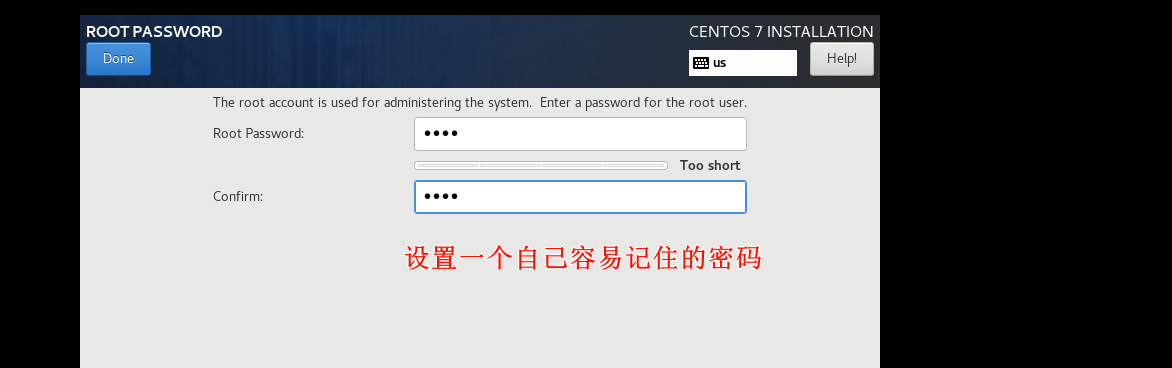 ROOT PASSWORD
CENTOS 7 INSTALLATION
Done
us
Help!
The root account is used for administering the system.  Enter a password for the root user.
Root Password:
••••
Too short
Confirm:
••••
设置一个自己容易记住的密码